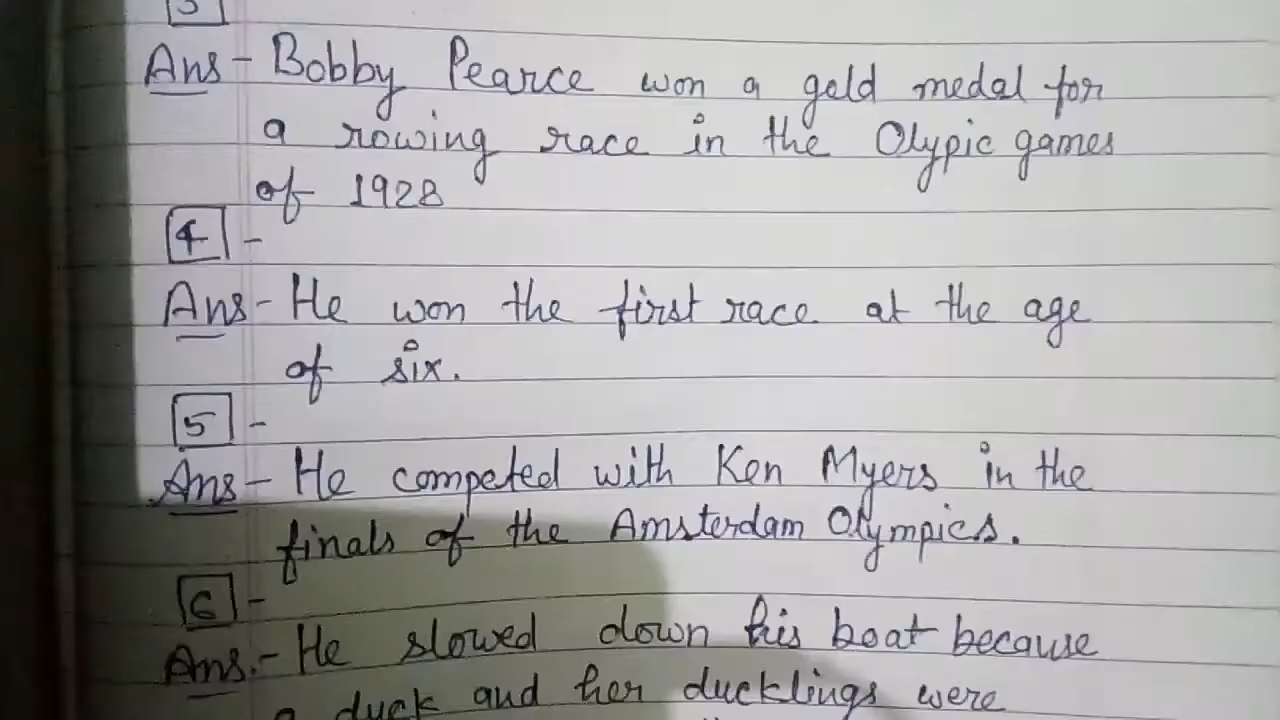 3
Ans - Bobby Pearce won a gold medal for
a rowing race in the Olypic games
of 1928
4 -
Ans - He won the first race at the age
of six.
5 -
Ans - He competed with Ken Myers in the
finals of the Amsterdam Olympics.
6 -
Ans. - He slowed down his boat because
a duck and her ducklings were